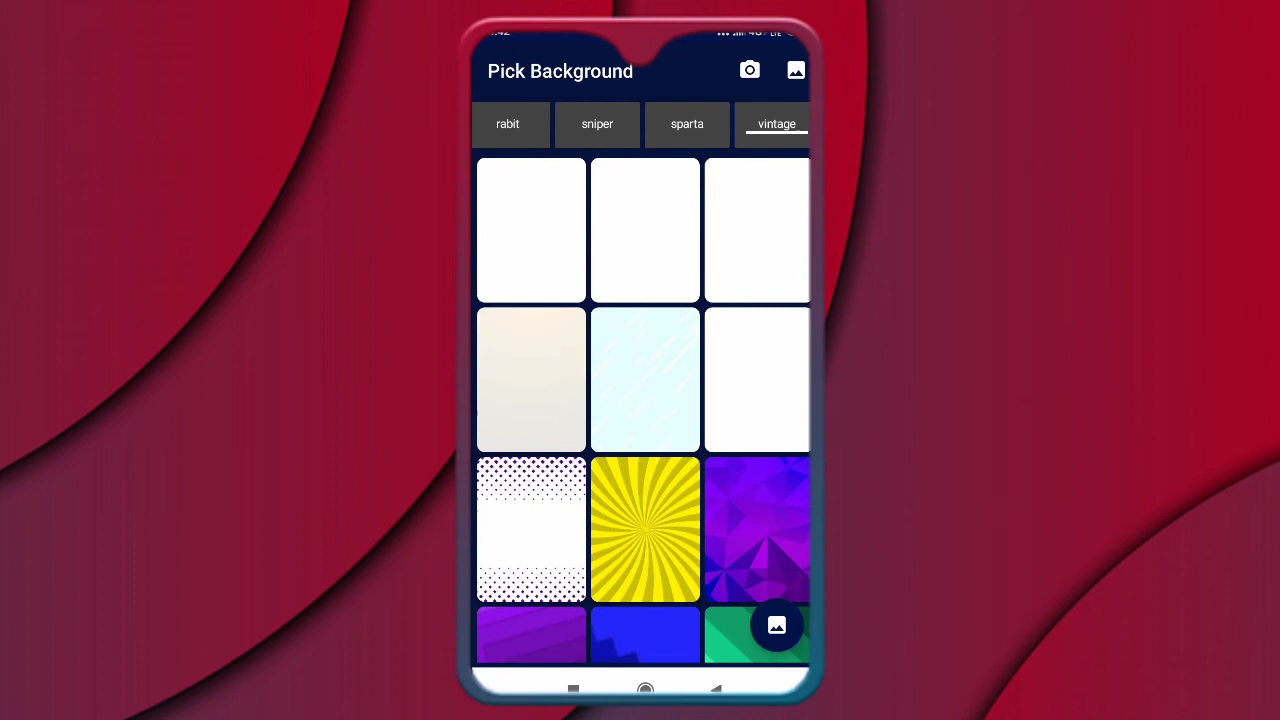 Pick Background
rabit
sniper
sparta
vintage